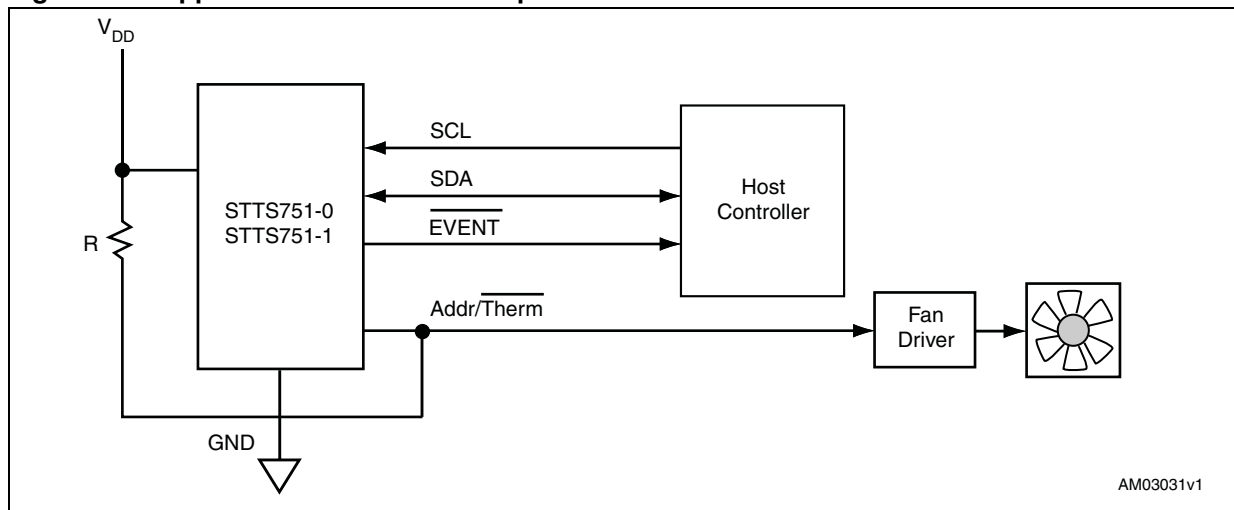 V_DD
SCL
SDA
EVENT
STTS751-0
STTS751-1
Host
Controller
R
Addr/Therm
Fan
Driver
GND
AM03031v1